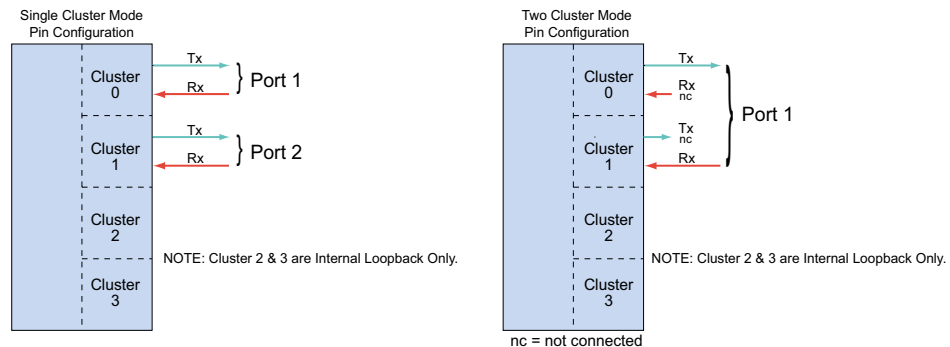 Single Cluster Mode
Pin Configuration
Cluster
0
Tx
Rx
Port 1
Cluster
1
Tx
Rx
Port 2
Cluster
2
NOTE: Cluster 2 & 3 are Internal Loopback Only.
Cluster
3
Two Cluster Mode
Pin Configuration
Cluster
0
Tx
Rx
nc
Port 1
Cluster
1
Tx
nc
Rx
Cluster
2
NOTE: Cluster 2 & 3 are Internal Loopback Only.
Cluster
3
nc = not connected